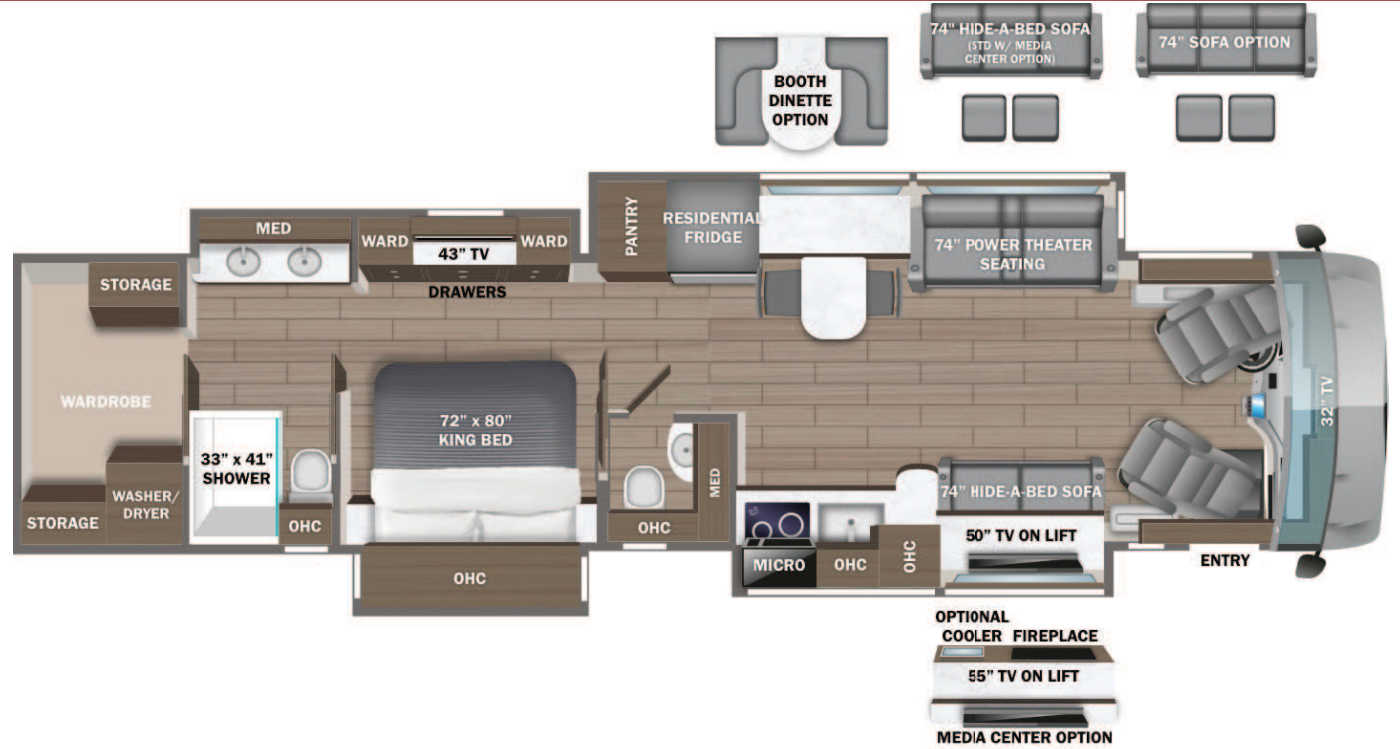 74" HIDE-A-BED SOFA
(STD W/ MEDIA
CENTER OPTION)
74" SOFA OPTION
BOOTH
DINETTE
OPTION
PANTRY
RESIDENTIAL
FRIDGE
74" POWER THEATER
SEATING
MED
WARD
43" TV
WARD
DRAWERS
STORAGE
WARDROBE
33" x 41"
SHOWER
72" x 80"
KING BED
32" TV
STORAGE
WASHER/
DRYER
OHC
OHC
OHC
MED
MICRO
OHC
OHC
74" HIDE-A-BED SOFA
50" TV ON LIFT
ENTRY
OPTIONAL
COOLER
FIREPLACE
55" TV ON LIFT
MEDIA CENTER OPTION